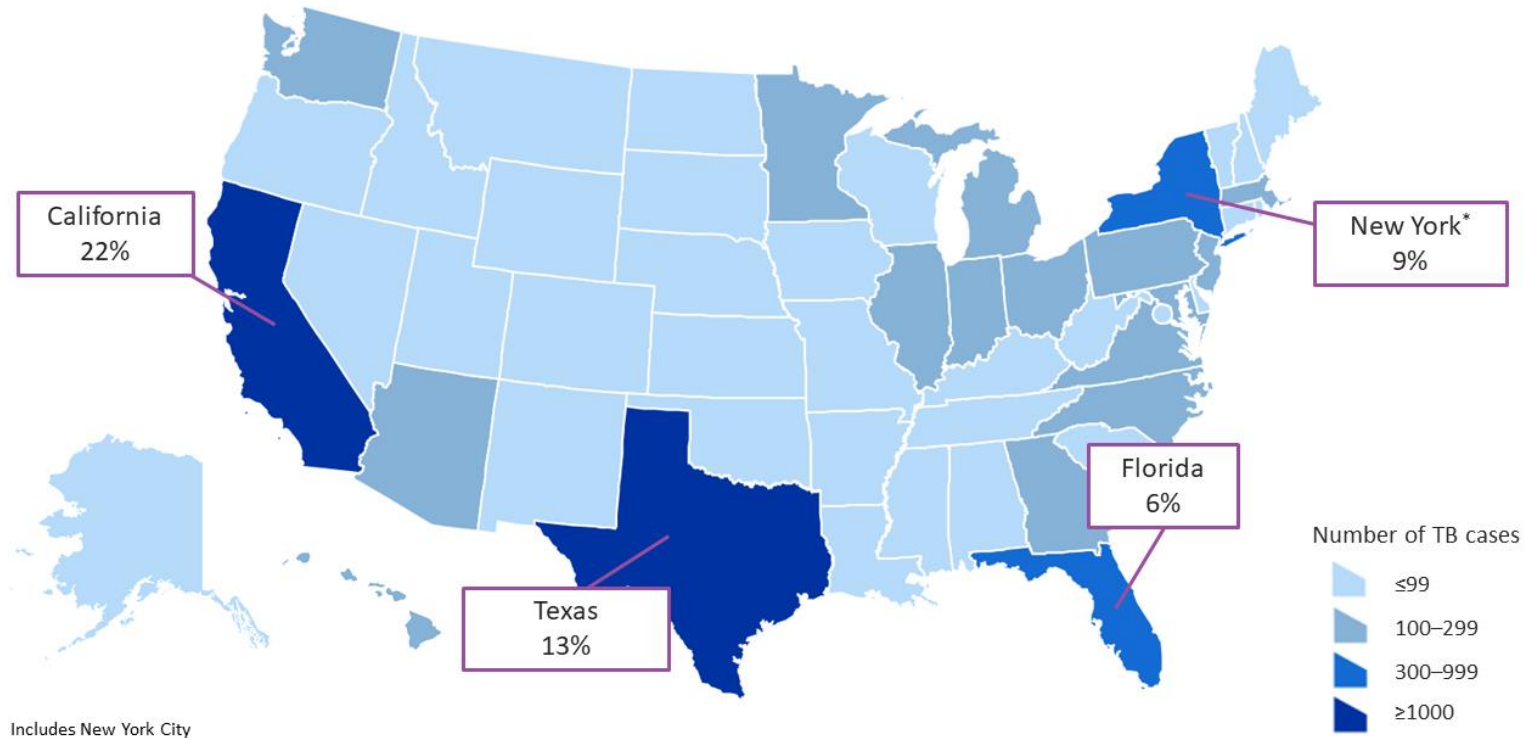 California
22%
New York*
9%
Florida
6%
Texas
13%
Number of TB cases
≤99
100–299
300–999
≥1000
Includes New York City